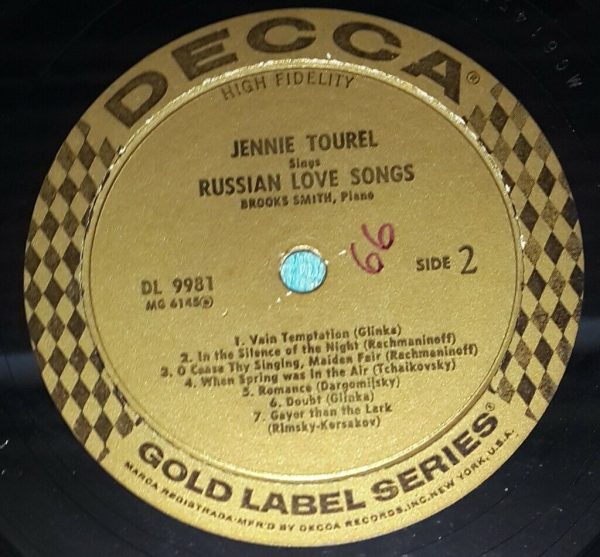 DECCA®
HIGH FIDELITY
JENNIE TOUREL
Sings
RUSSIAN LOVE SONGS
BROOKS SMITH, Piano
66
SIDE 2
DL 9981
MG 6145
1. Vain Temptation (Glinka)
2. In the Silence of the Night (Rachmaninoff)
3. O Cease Thy Singing, Maiden Fair (Rachmaninoff)
4. When Spring was in the Air (Tchaikovsky)
5. Romance (Dargomijsky)
6. Doubt (Glinka)
7. Gayer than the Lark
(Rimsky-Korsakov)
GOLD LABEL SERIES®
MARCA REGISTRADA·MFR'D BY DECCA RECORDS, INC. NEW YORK, U.S.A.